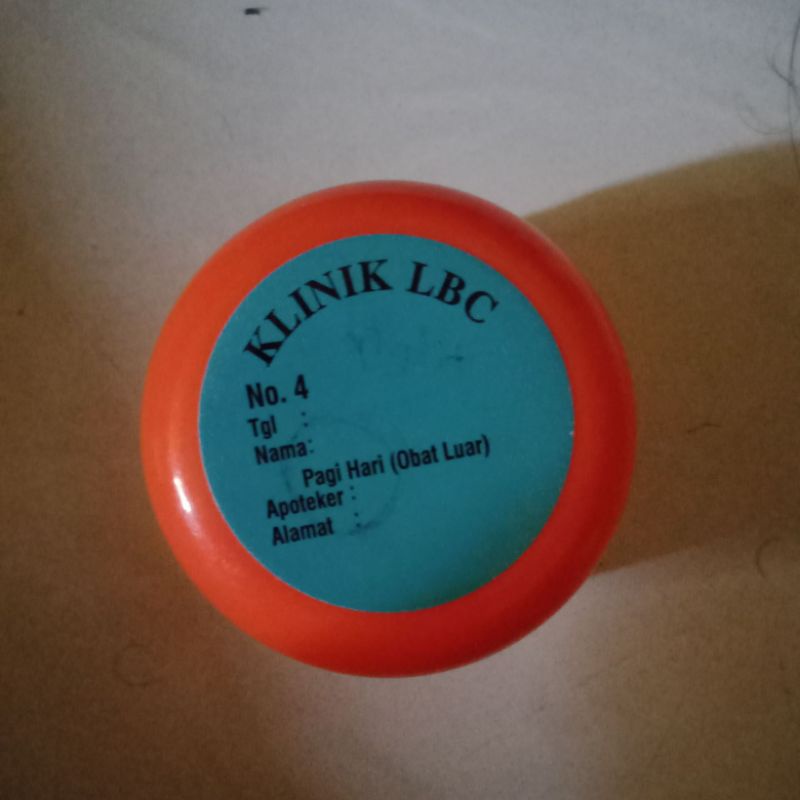 KLINIK LBC
No. 4
Tgl :
Nama:
Pagi Hari (Obat Luar)
Apoteker :
Alamat :